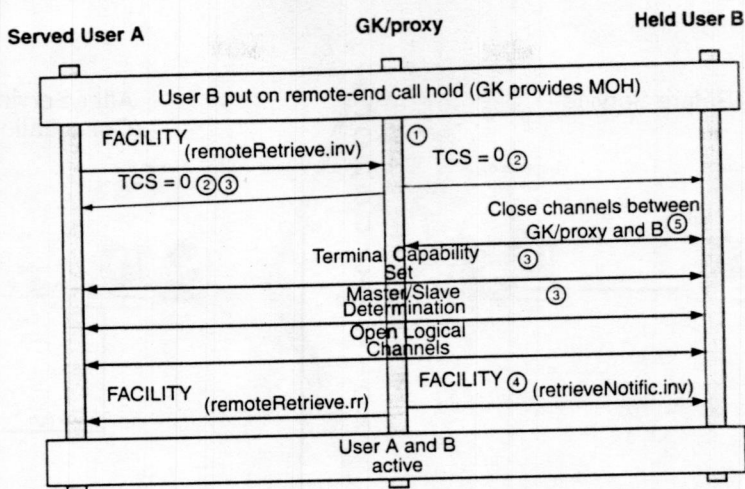 Served User A
GK/proxy
Held User B
User B put on remote-end call hold (GK provides MOH)
FACILITY
(remoteRetrieve.inv)
①
TCS = 0 ②
TCS = 0 ②③
Close channels between
GK/proxy and B ⑤
Terminal Capability ③
Set
Master/Slave ③
Determination
Open Logical
Channels
FACILITY
(remoteRetrieve.rr)
FACILITY ④
(retrieveNotific.inv)
User A and B
active